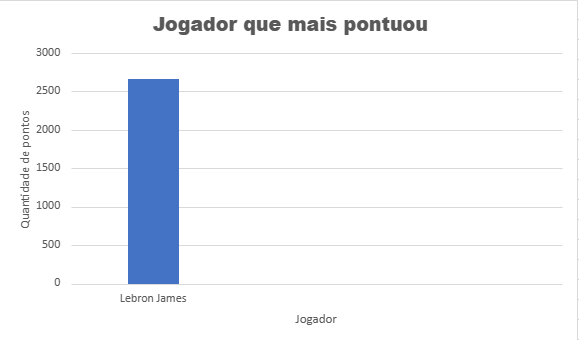 Jogador que mais pontuou
3000
2500
2000
1500
1000
500
0
Quantidade de pontos
Lebron James
Jogador